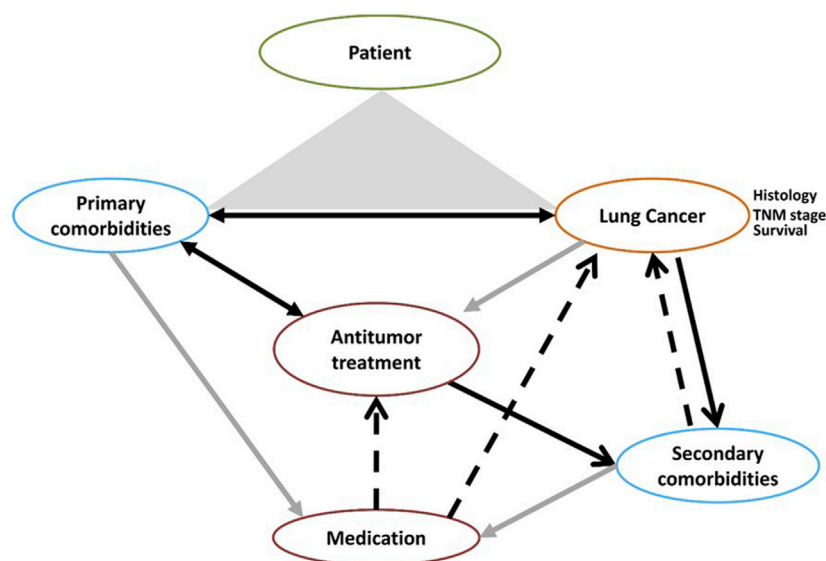 Patient
Primary
comorbidities
Lung Cancer
Histology
TNM stage
Survival
Antitumor
treatment
Secondary
comorbidities
Medication